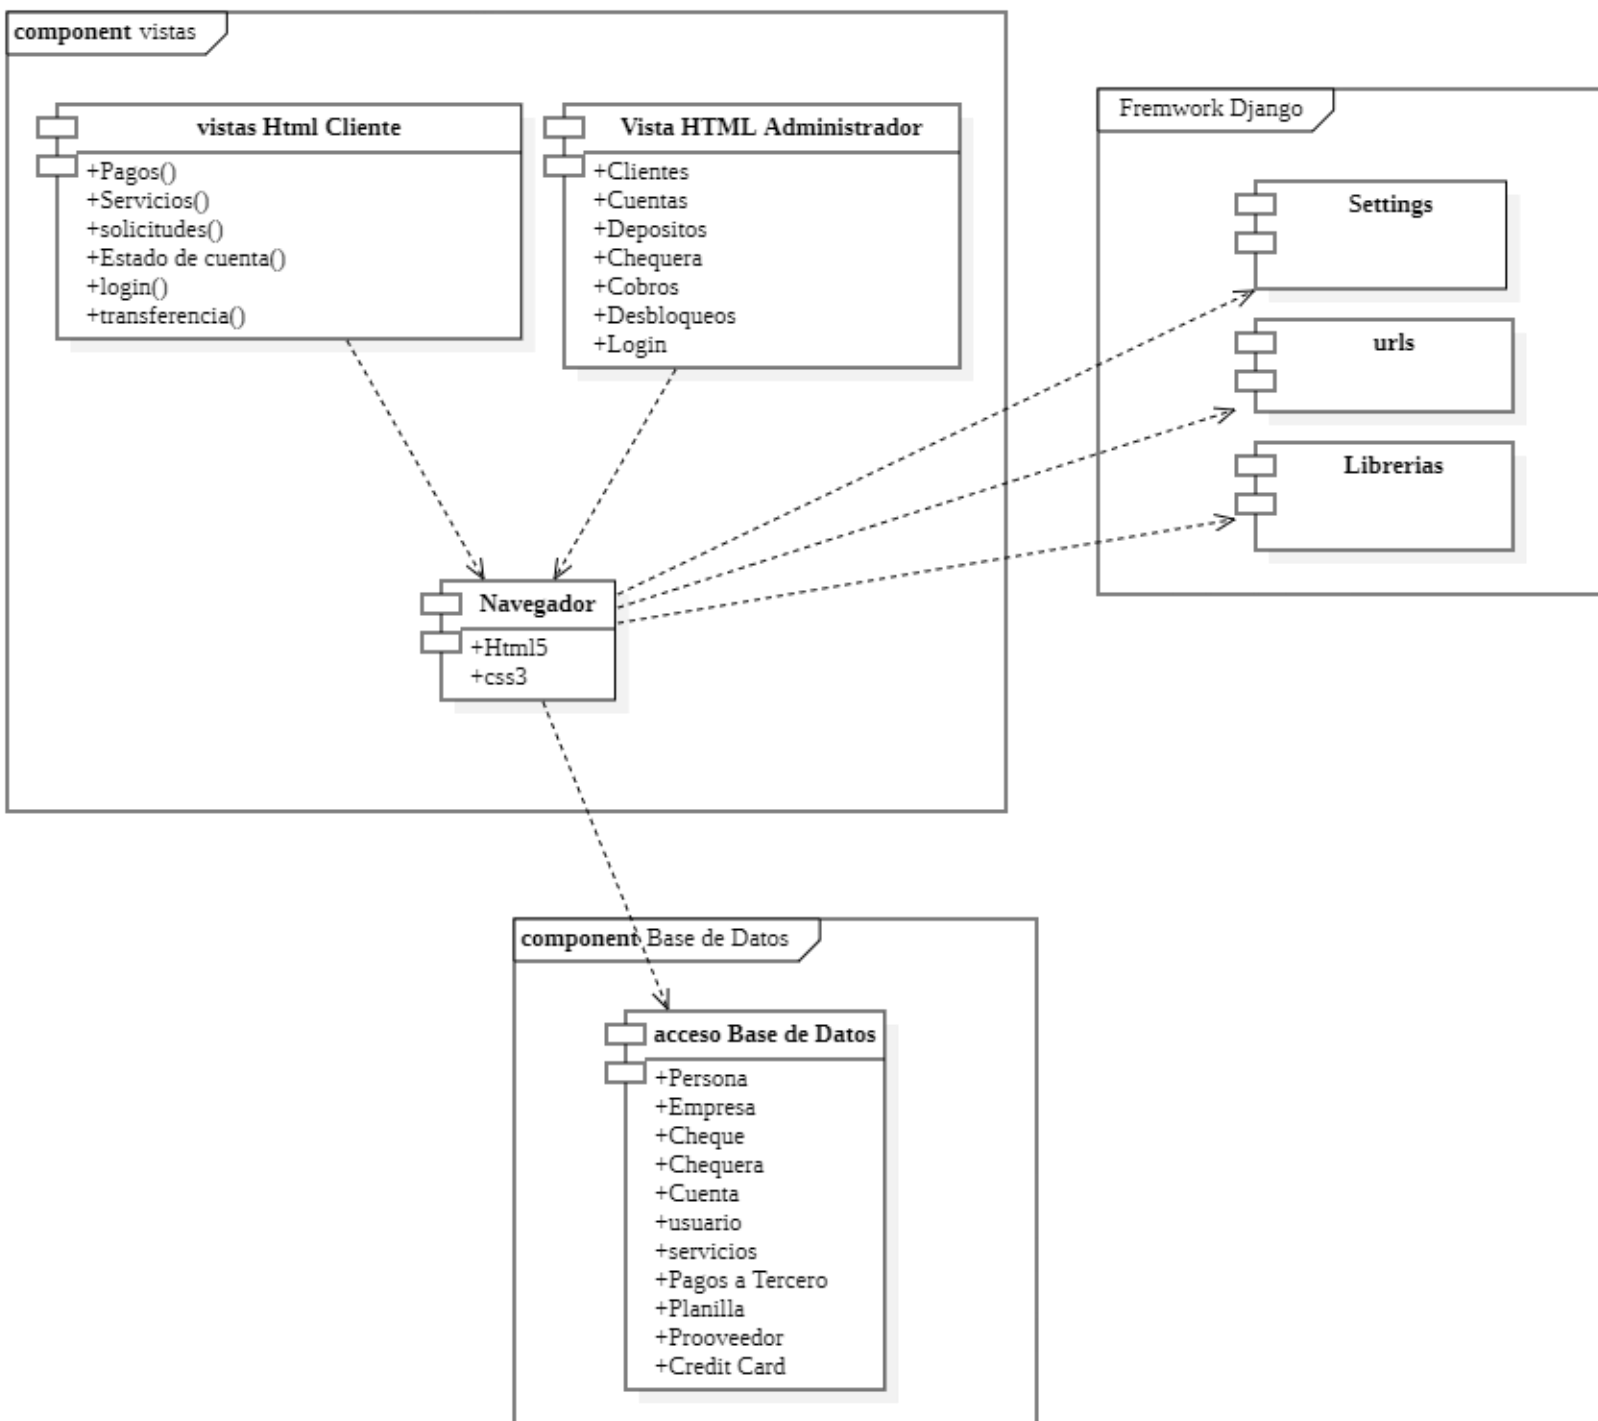 component vistas
vistas Html Cliente
+Pagos()
+Servicios()
+solicitudes()
+Estado de cuenta()
+login()
+transferencia()
Vista HTML Administrador
+Clientes
+Cuentas
+Depositos
+Chequera
+Cobros
+Desbloqueos
+Login
Fremwork Django
Settings
urls
Librerias
Navegador
+Html5
+css3
component Base de Datos
acceso Base de Datos
+Persona
+Empresa
+Cheque
+Chequera
+Cuenta
+usuario
+servicios
+Pagos a Tercero
+Planilla
+Prooveedor
+Credit Card